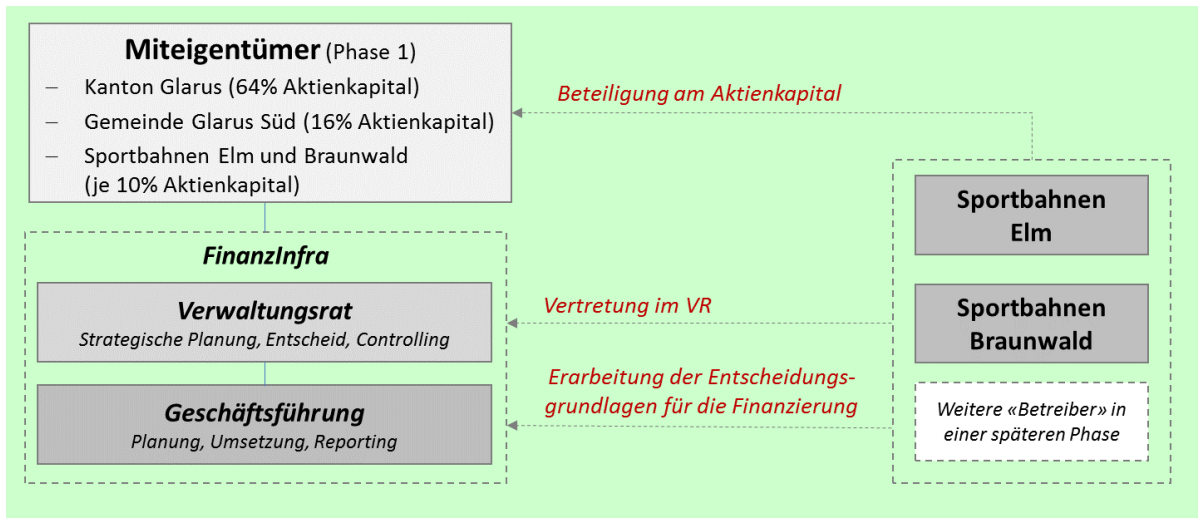 Miteigentümer (Phase 1)
– Kanton Glarus (64% Aktienkapital)
– Gemeinde Glarus Süd (16% Aktienkapital)
– Sportbahnen Elm und Braunwald
(je 10% Aktienkapital)
Beteiligung am Aktienkapital
Sportbahnen
Elm
FinanzInfra
Verwaltungsrat
Strategische Planung, Entscheid, Controlling
Vertretung im VR
Sportbahnen
Braunwald
Geschäftsführung
Planung, Umsetzung, Reporting
Erarbeitung der Entscheidungs-
grundlagen für die Finanzierung
Weitere «Betreiber» in
einer späteren Phase